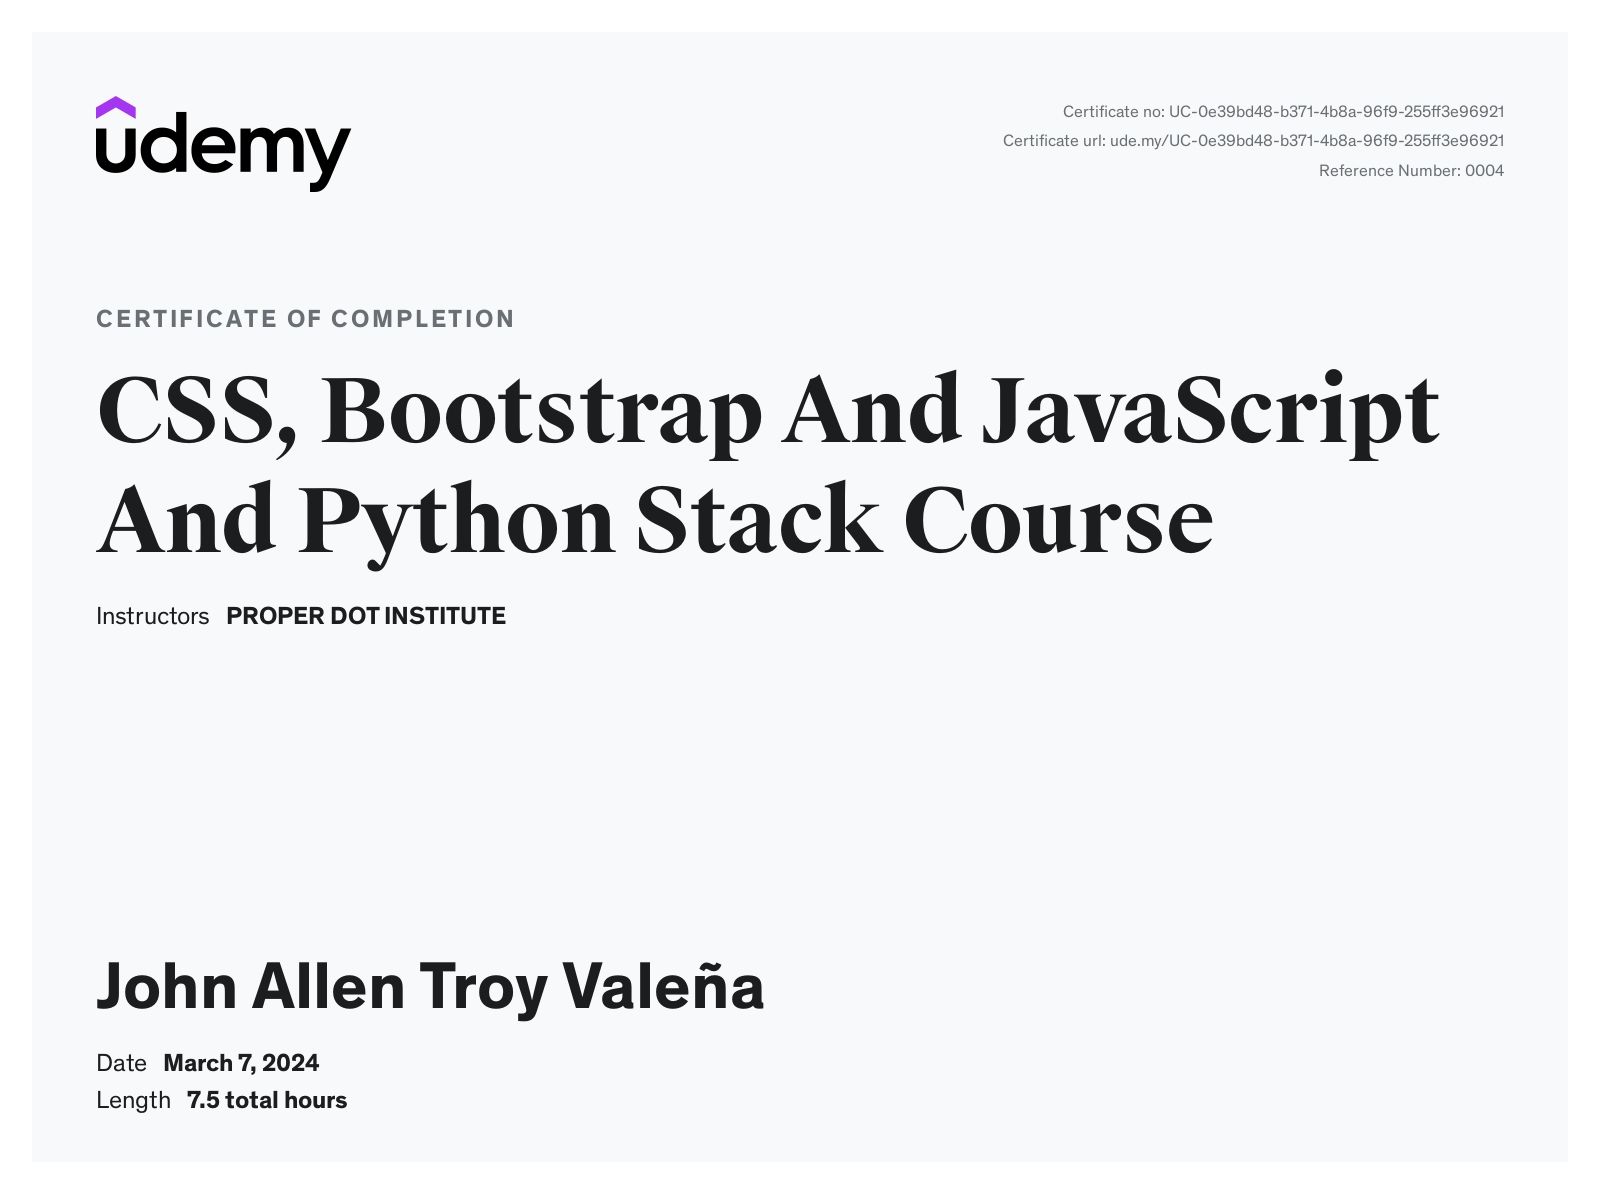 udemy
Certificate no: UC-0e39bd48-b371-4b8a-96f9-255ff3e96921
Certificate url: ude.my/UC-0e39bd48-b371-4b8a-96f9-255ff3e96921
Reference Number: 0004
CERTIFICATE OF COMPLETION
CSS, Bootstrap And JavaScript
And Python Stack Course
Instructors PROPER DOT INSTITUTE
John Allen Troy Valeña
Date March 7, 2024
Length 7.5 total hours